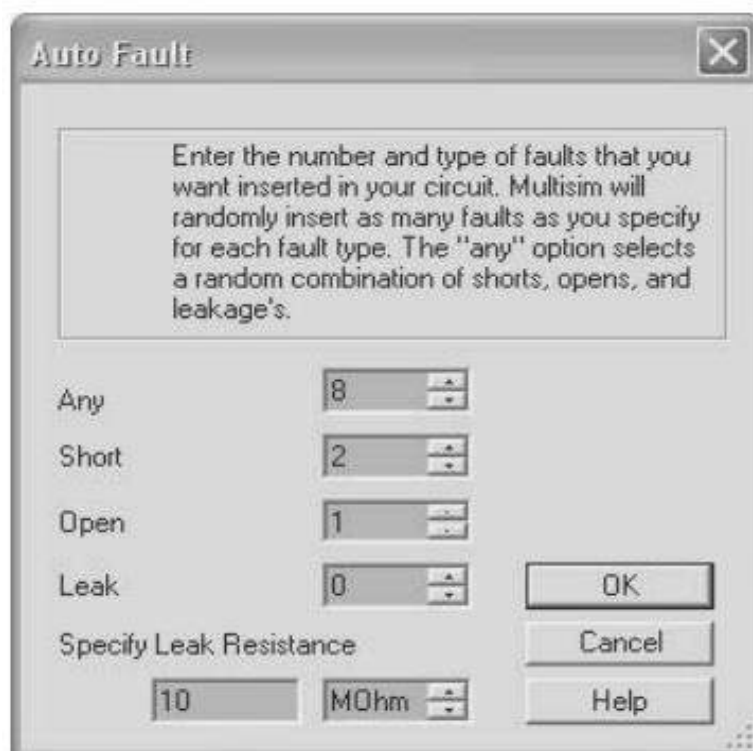 Auto Fault
Enter the number and type of faults that you
want inserted in your circuit. Multisim will
randomly insert as many faults as you specify
for each fault type. The "any" option selects
a random combination of shorts, opens, and
leakage's.
Any 8
Short 2
Open 1
Leak 0 OK
Specify Leak Resistance Cancel
10 MOhm Help